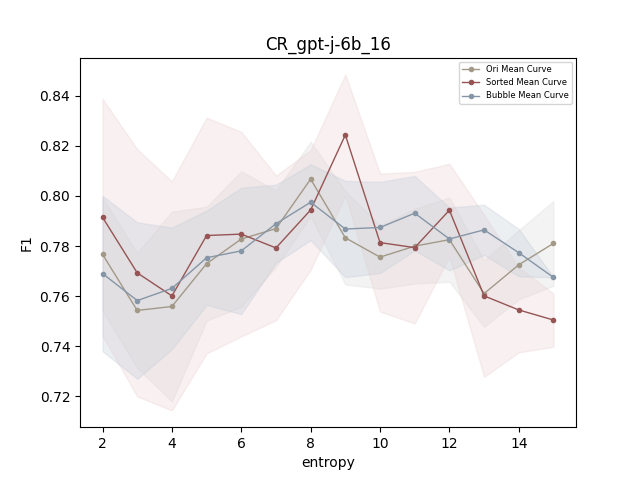 CR_gpt-j-6b_16
Ori Mean Curve
Sorted Mean Curve
Bubble Mean Curve
0.84
0.82
0.80
0.78
0.76
0.74
0.72
F1
2 4 6 8 10 12 14
entropy